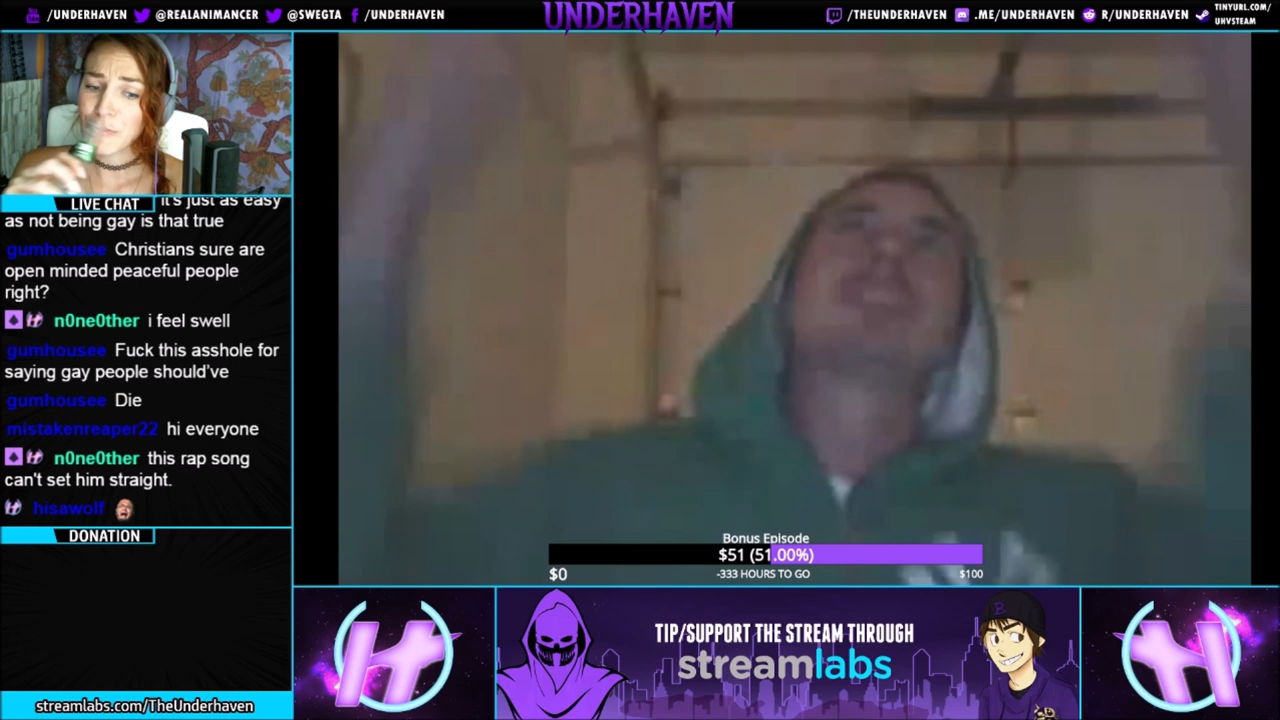 /UNDERHAVEN @REALANIMANCER @SWEGTA /UNDERHAVEN
UNDERHAVEN
/THEUNDERHAVEN .ME/UNDERHAVEN R/UNDERHAVEN TINYURL.COM/
UHVSTEAM
LIVE CHAT
it's just as easy
as not being gay is that true
gumhousee Christians sure are
open minded peaceful people
right?
n0ne0ther i feel swell
gumhousee Fuck this asshole for
saying gay people should've
gumhousee Die
mistakenreaper22 hi everyone
n0ne0ther this rap song
can't set him straight.
hisawolf
DONATION
streamlabs.com/TheUnderhaven
Bonus Episode
$51 (51.00%)
$0 -333 HOURS TO GO $100
TIP/SUPPORT THE STREAM THROUGH
streamlabs